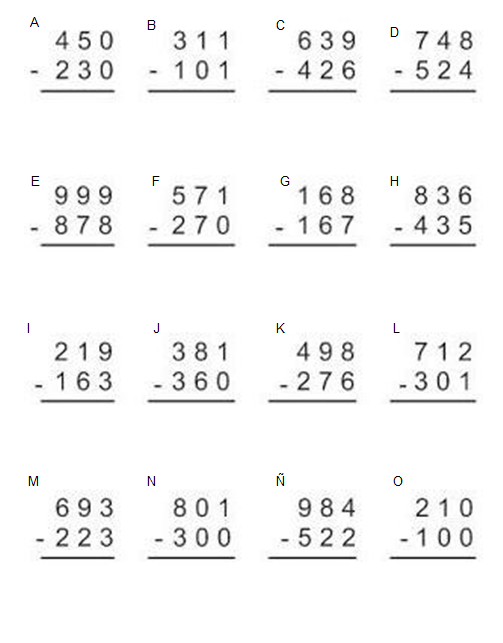 A B C D
450 311 639 748
- 230 - 101 - 426 - 524
E F G H
999 571 168 836
- 878 - 270 - 167 - 435
I J K L
219 381 498 712
- 163 - 360 - 276 - 301
M N Ñ O
693 801 984 210
- 223 - 300 - 522 - 100